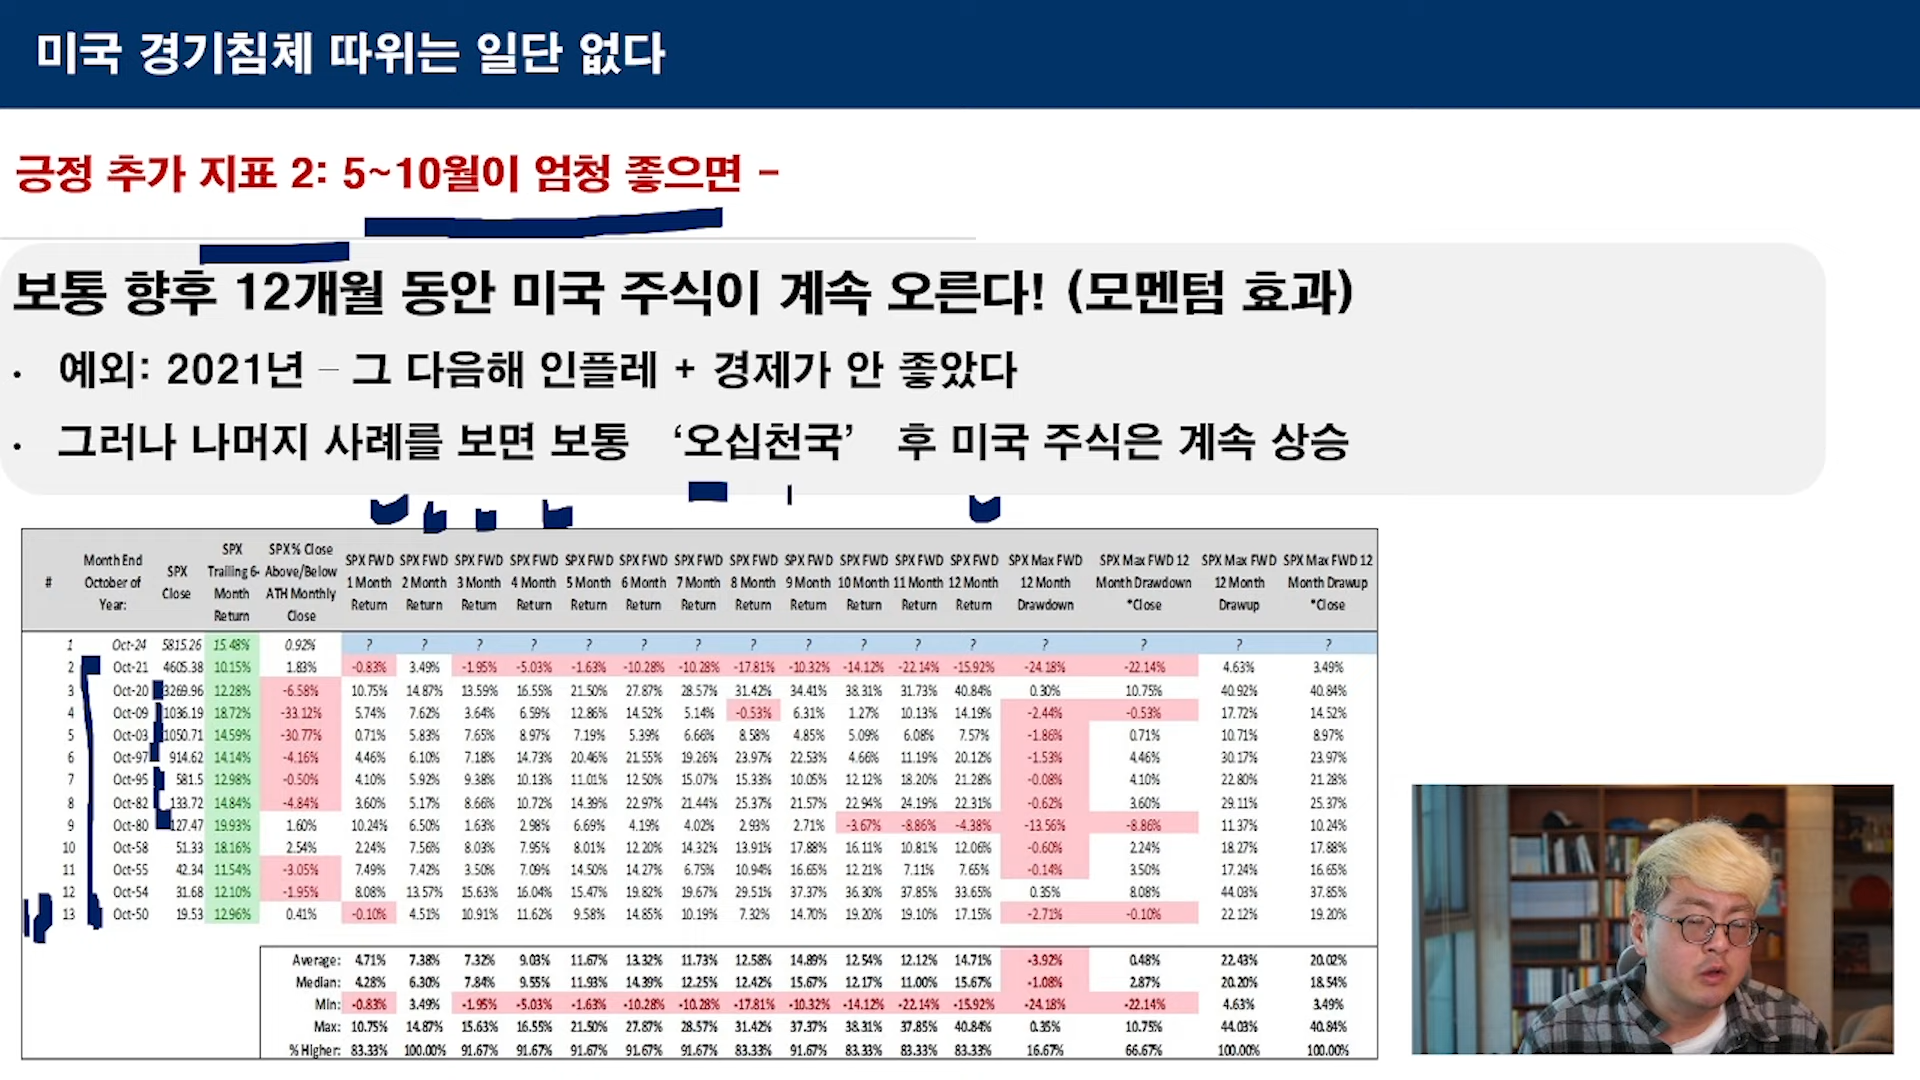 미국 경기침체 따위는 일단 없다
긍정 추가 지표 2: 5~10월이 엄청 좋으면 -
보통 향후 12개월 동안 미국 주식이 계속 오른다! (모멘텀 효과)
· 예외: 2021년 – 그 다음해 인플레 + 경제가 안 좋았다
· 그러나 나머지 사례를 보면 보통 ‘오십천국’ 후 미국 주식은 계속 상승
# Month End October of Year: SPX Close SPX Trailing 6-Month Return SPX % Close Above/Below ATH Monthly Close SPX FWD 1 Month Return SPX FWD 2 Month Return SPX FWD 3 Month Return SPX FWD 4 Month Return SPX FWD 5 Month Return SPX FWD 6 Month Return SPX FWD 7 Month Return SPX FWD 8 Month Return SPX FWD 9 Month Return SPX FWD 10 Month Return SPX FWD 11 Month Return SPX FWD 12 Month Return SPX Max FWD 12 Month Drawdown SPX Max FWD 12 Month Drawdown *Close SPX Max FWD 12 Month Drawup SPX Max FWD 12 Month Drawup *Close
1 Oct-24 5815.26 15.48% 0.92% ? ? ? ? ? ? ? ? ? ? ? ? ? ? ? ?
2 Oct-21 4605.38 10.15% 1.83% -0.83% 3.49% -1.95% -5.03% -1.63% -10.28% -10.28% -17.81% -10.32% -14.12% -22.14% -15.92% -24.18% -22.14% 4.63% 3.49%
3 Oct-20 3269.96 12.28% -6.58% 10.75% 14.87% 13.59% 16.55% 21.50% 27.87% 28.57% 31.42% 34.41% 38.31% 31.73% 40.84% 0.30% 10.75% 40.92% 40.84%
4 Oct-09 1036.19 18.72% -33.12% 5.74% 7.62% 3.64% 6.59% 12.86% 14.52% 5.14% -0.53% 6.31% 1.27% 10.13% 14.19% -2.44% -0.53% 17.72% 14.52%
5 Oct-03 1050.71 14.59% -30.77% 0.71% 5.83% 7.65% 8.97% 7.19% 5.39% 6.66% 8.58% 4.85% 5.09% 6.08% 7.57% -1.86% 0.71% 10.71% 8.97%
6 Oct-97 914.62 14.14% -4.16% 4.46% 6.10% 7.18% 14.73% 20.46% 21.55% 19.26% 23.97% 22.53% 4.66% 11.19% 20.12% -1.53% 4.46% 30.17% 23.97%
7 Oct-95 581.5 12.98% -0.50% 4.10% 5.92% 9.38% 10.13% 11.01% 12.50% 15.07% 15.33% 10.05% 12.12% 18.20% 21.28% -0.08% 4.10% 22.80% 21.28%
8 Oct-82 133.72 14.84% -4.84% 3.60% 5.17% 8.66% 10.72% 14.39% 22.97% 21.44% 25.37% 21.57% 22.94% 24.19% 22.31% -0.62% 3.60% 29.11% 25.37%
9 Oct-80 127.47 19.93% 1.60% 10.24% 6.50% 1.63% 2.98% 6.69% 4.19% 4.02% 2.93% 2.71% -3.67% -8.86% -4.38% -13.56% -8.86% 11.37% 10.24%
10 Oct-58 51.33 18.16% 2.54% 2.24% 7.56% 8.03% 7.95% 8.01% 12.20% 14.32% 13.91% 17.88% 16.11% 10.81% 12.06% -0.60% 2.24% 18.27% 17.88%
11 Oct-55 42.34 11.54% -3.05% 7.49% 7.42% 3.50% 7.09% 14.50% 14.27% 6.75% 10.94% 16.65% 12.21% 7.11% 7.65% -0.14% 3.50% 17.24% 16.65%
12 Oct-54 31.68 12.10% -1.95% 8.08% 13.57% 15.63% 16.04% 15.47% 19.82% 19.67% 29.51% 37.37% 36.30% 37.85% 33.65% 0.35% 8.08% 44.03% 37.85%
13 Oct-50 19.53 12.96% 0.41% -0.10% 4.51% 10.91% 11.62% 9.58% 14.85% 10.19% 7.32% 14.70% 19.20% 19.10% 17.15% -2.71% -0.10% 22.12% 19.20%
Average: 4.71% 7.38% 7.32% 9.03% 11.67% 13.32% 11.73% 12.58% 14.89% 12.54% 12.12% 14.71% -3.92% 0.48% 22.43% 20.02%
Median: 4.28% 6.30% 7.84% 9.55% 11.93% 14.39% 12.25% 12.42% 15.67% 12.17% 11.00% 15.67% -1.08% 2.87% 20.20% 18.54%
Min: -0.83% 3.49% -1.95% -5.03% -1.63% -10.28% -10.28% -17.81% -10.32% -14.12% -22.14% -15.92% -24.18% -22.14% 4.63% 3.49%
Max: 10.75% 14.87% 15.63% 16.55% 21.50% 27.87% 28.57% 31.42% 37.37% 38.31% 37.85% 40.84% 0.35% 10.75% 44.03% 40.84%
% Higher: 83.33% 100.00% 91.67% 91.67% 91.67% 91.67% 91.67% 83.33% 91.67% 83.33% 83.33% 83.33% 16.67% 66.67% 100.00% 100.00%